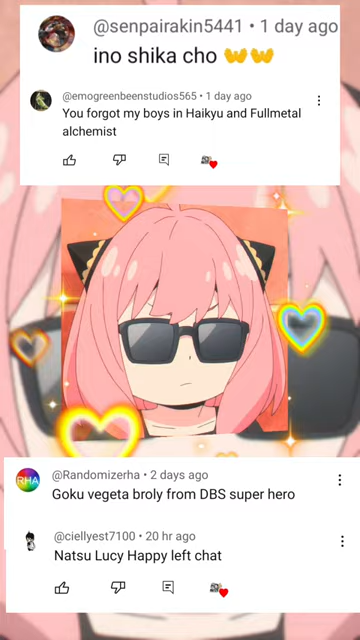 @senpairakin5441 • 1 day ago
ino shika cho 👐👐
@emogreenbeenstudios565 • 1 day ago
You forgot my boys in Haikyu and Fullmetal
alchemist
RHA
@Randomizerha • 2 days ago
Goku vegeta broly from DBS super hero
@ciellyest7100 • 20 hr ago
Natsu Lucy Happy left chat